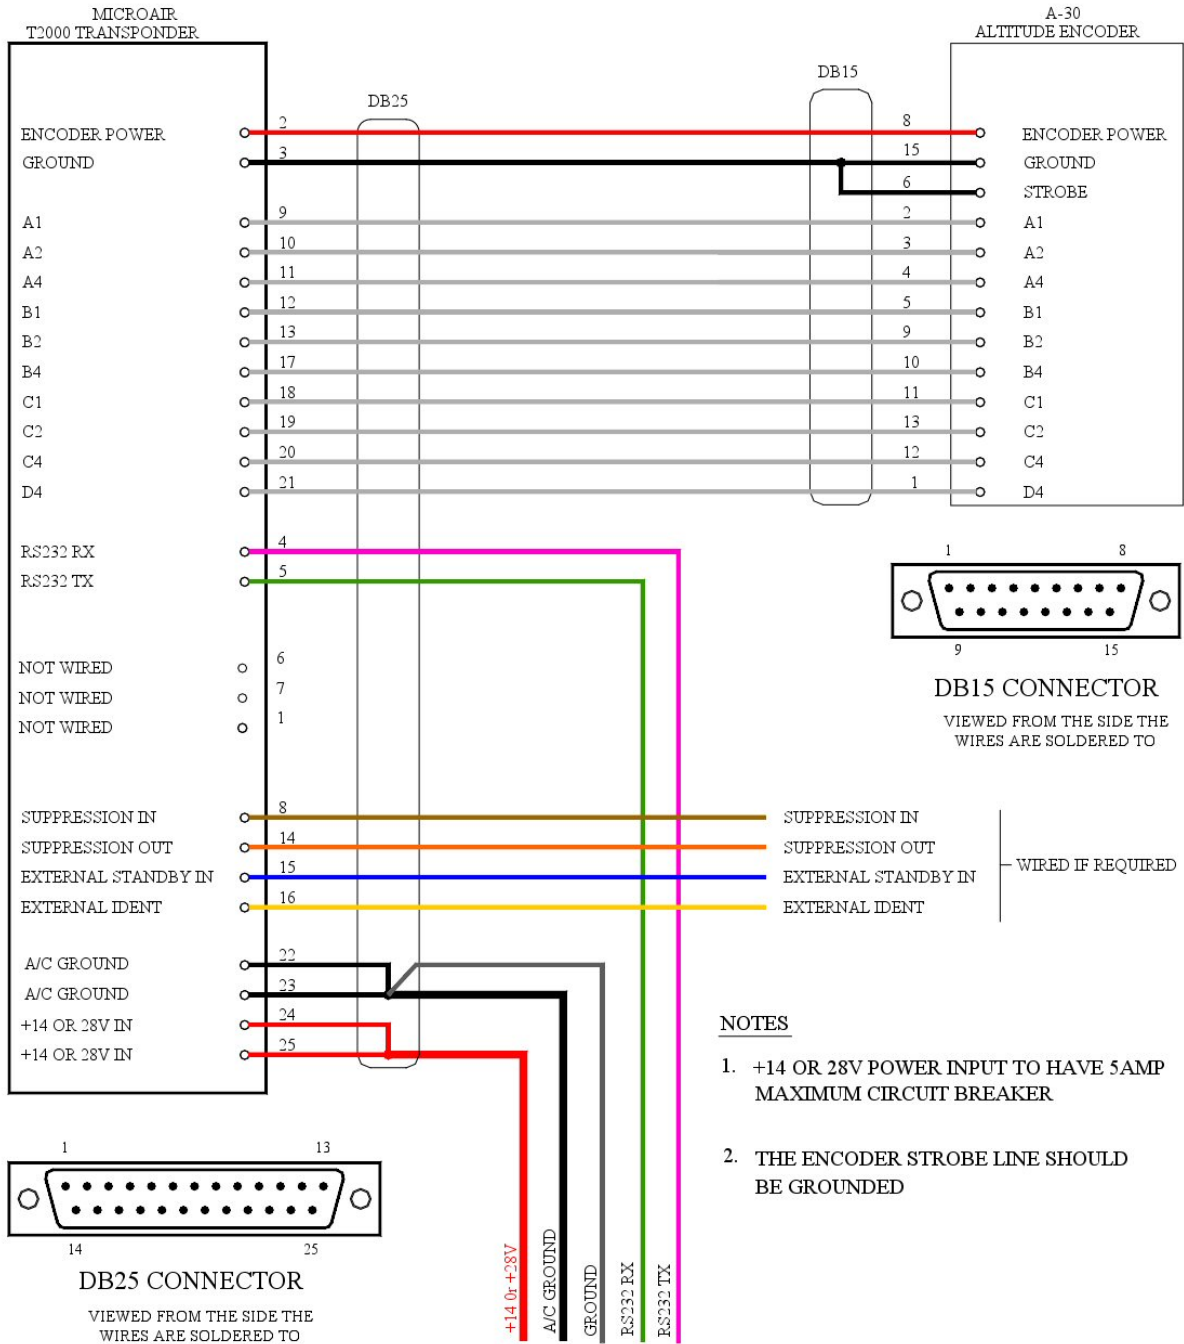 MICROAIR
T2000 TRANSPONDER
A-30
ALTITUDE ENCODER
DB25
DB15
ENCODER POWER 2 8 ENCODER POWER
GROUND 3 15 GROUND
6 STROBE
A1 9 2 A1
A2 10 3 A2
A4 11 4 A4
B1 12 5 B1
B2 13 9 B2
B4 17 10 B4
C1 18 11 C1
C2 19 13 C2
C4 20 12 C4
D4 21 1 D4
RS232 RX 4
RS232 TX 5
NOT WIRED 6
NOT WIRED 7
NOT WIRED 1
1 8
9 15
DB15 CONNECTOR
VIEWED FROM THE SIDE THE
WIRES ARE SOLDERED TO
SUPPRESSION IN 8 SUPPRESSION IN
SUPPRESSION OUT 14 SUPPRESSION OUT
EXTERNAL STANDBY IN 15 EXTERNAL STANDBY IN
EXTERNAL IDENT 16 EXTERNAL IDENT
WIRED IF REQUIRED
A/C GROUND 22
A/C GROUND 23
+14 OR 28V IN 24
+14 OR 28V IN 25
NOTES
1. +14 OR 28V POWER INPUT TO HAVE 5AMP
MAXIMUM CIRCUIT BREAKER
2. THE ENCODER STROBE LINE SHOULD
BE GROUNDED
1 13
14 25
DB25 CONNECTOR
VIEWED FROM THE SIDE THE
WIRES ARE SOLDERED TO
+14 0r +28V
A/C GROUND
GROUND
RS232 RX
RS232 TX